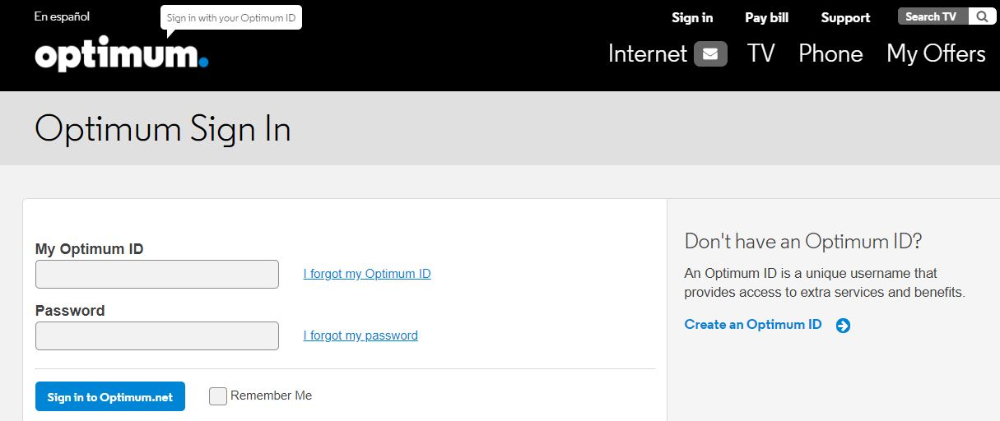 En español
Sign in with your Optimum ID
Sign in
Pay bill
Support
Search TV
optimum.
Internet
TV
Phone
My Offers
Optimum Sign In
My Optimum ID
I forgot my Optimum ID
Password
I forgot my password
Sign in to Optimum.net
Remember Me
Don't have an Optimum ID?
An Optimum ID is a unique username that
provides access to extra services and benefits.
Create an Optimum ID